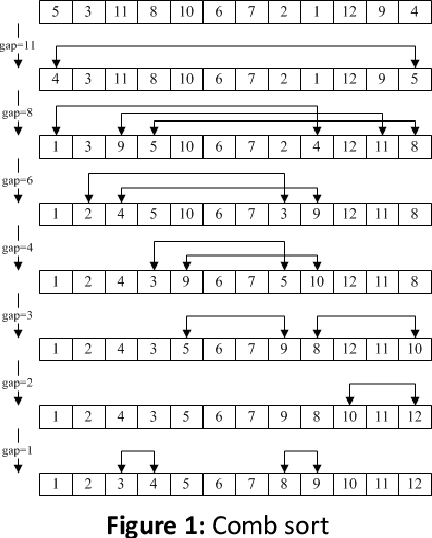 5 3 11 8 10 6 7 2 1 12 9 4
gap=11
4 3 11 8 10 6 7 2 1 12 9 5
gap=8
1 3 9 5 10 6 7 2 4 12 11 8
gap=6
1 2 4 5 10 6 7 3 9 12 11 8
gap=4
1 2 4 3 9 6 7 5 10 12 11 8
gap=3
1 2 4 3 5 6 7 9 8 12 11 10
gap=2
1 2 4 3 5 6 7 9 8 10 11 12
gap=1
1 2 3 4 5 6 7 8 9 10 11 12
Figure 1: Comb sort